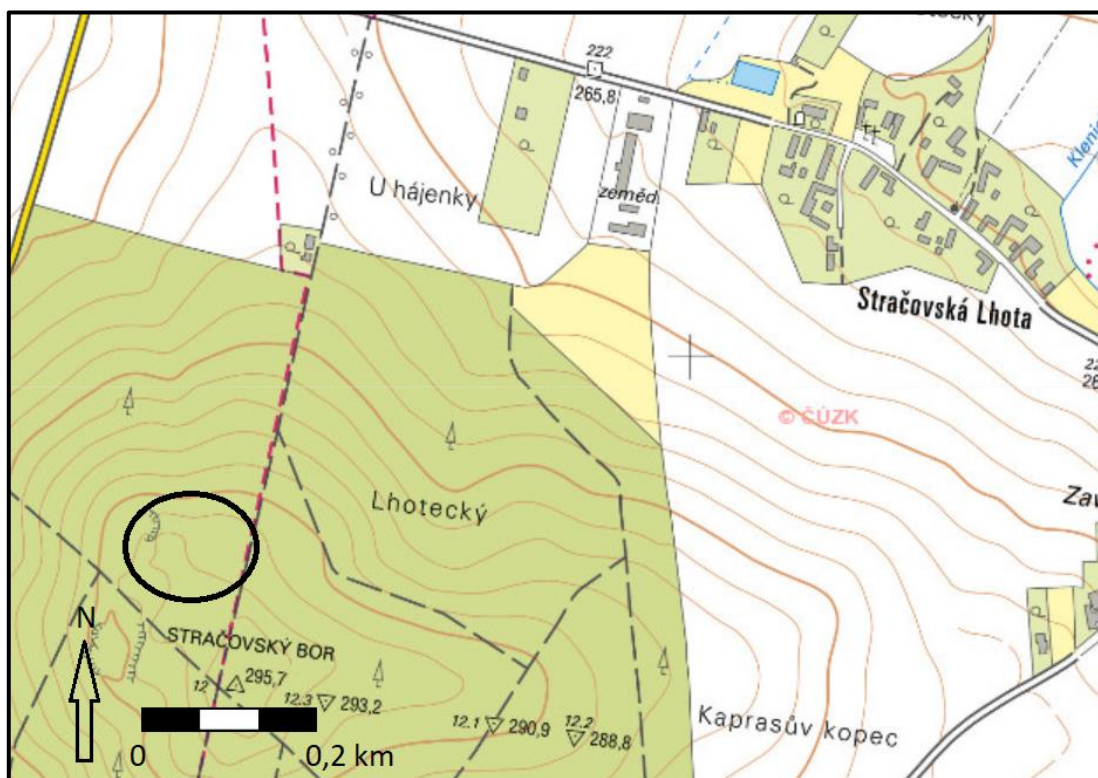 222
265,8
U hájenky
zeměd.
Stračovská Lhota
© ČÚZK
Lhotecký
N
STRAČOVSKÝ BOR
12
295,7
12.3
293,2
12.1
290,9
12.2
288,8
Kaprasův kopec
0
0,2 km